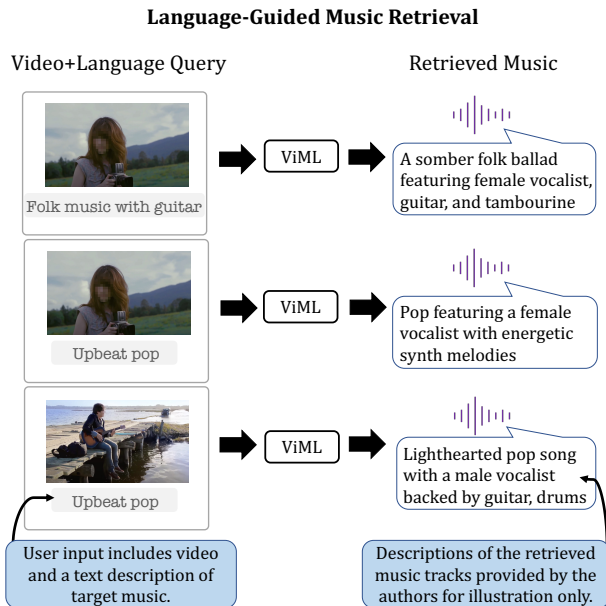 Language-Guided Music Retrieval
Video+Language Query
Retrieved Music
Folk music with guitar
ViML
A somber folk ballad
featuring female vocalist,
guitar, and tambourine
Upbeat pop
ViML
Pop featuring a female
vocalist with energetic
synth melodies
Upbeat pop
ViML
Lighthearted pop song
with a male vocalist
backed by guitar, drums
User input includes video
and a text description of
target music.
Descriptions of the retrieved
music tracks provided by the
authors for illustration only.